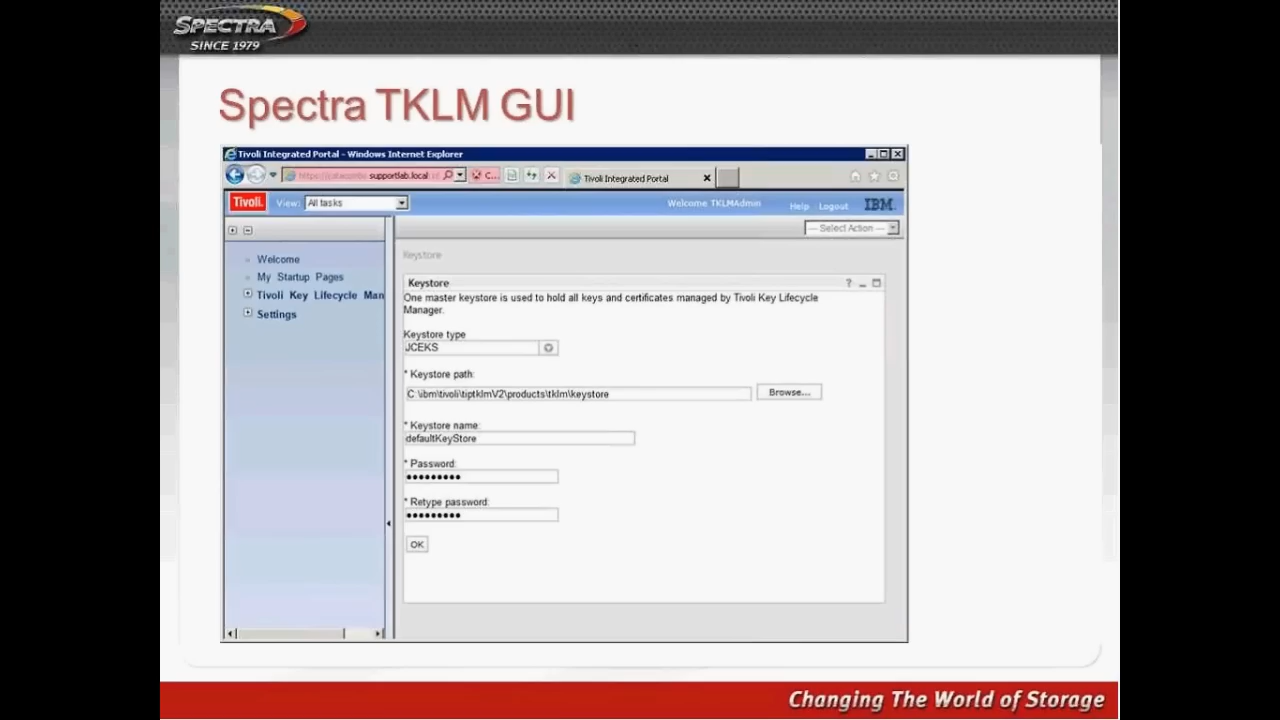 SPECTRA
SINCE 1979
Spectra TKLM GUI
Tivoli Integrated Portal - Windows Internet Explorer
supportlab.local
C...
Tivoli Integrated Portal
Tivoli.
View:
All tasks
Welcome TKLMAdmin
Help
Logout
IBM.
--- Select Action ---
Welcome
My Startup Pages
Tivoli Key Lifecycle Man
Settings
Keystore
Keystore
One master keystore is used to hold all keys and certificates managed by Tivoli Key Lifecycle
Manager.
Keystore type
JCEKS
* Keystore path:
C:\ibm\tivoli\tiptklmV2\products\tklm\keystore
Browse...
* Keystore name:
defaultKeyStore
* Password:
•••••••••
* Retype password:
•••••••••
OK
Changing The World of Storage